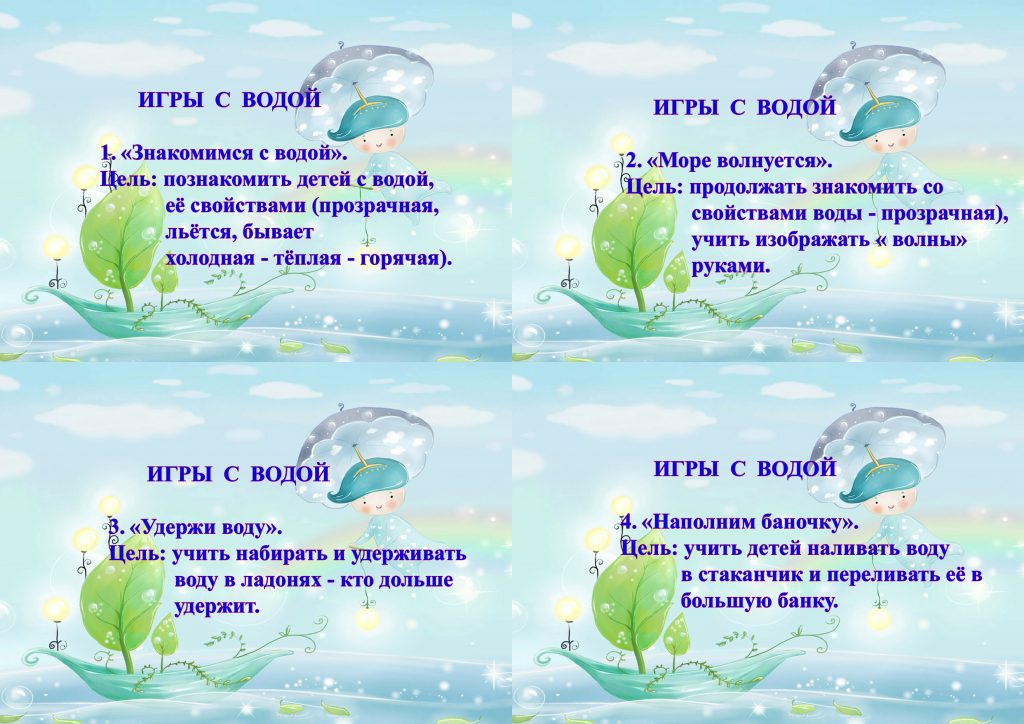 ИГРЫ С ВОДОЙ
1. «Знакомимся с водой».
Цель: познакомить детей с водой,
её свойствами (прозрачная,
льётся, бывает
холодная - тёплая - горячая).
ИГРЫ С ВОДОЙ
2. «Море волнуется».
Цель: продолжать знакомить со
свойствами воды - прозрачная),
учить изображать « волны»
руками.
ИГРЫ С ВОДОЙ
3. «Удержи воду».
Цель: учить набирать и удерживать
воду в ладонях - кто дольше
удержит.
ИГРЫ С ВОДОЙ
4. «Наполним баночку».
Цель: учить детей наливать воду
в стаканчик и переливать её в
большую банку.